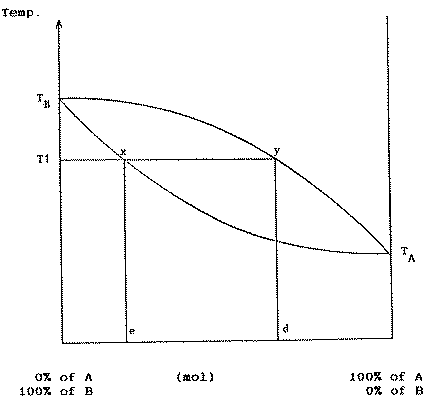 Temp.
T_B
T1
x
y
T_A
e
d
0% of A (mol) 100% of A
100% of B 0% of B